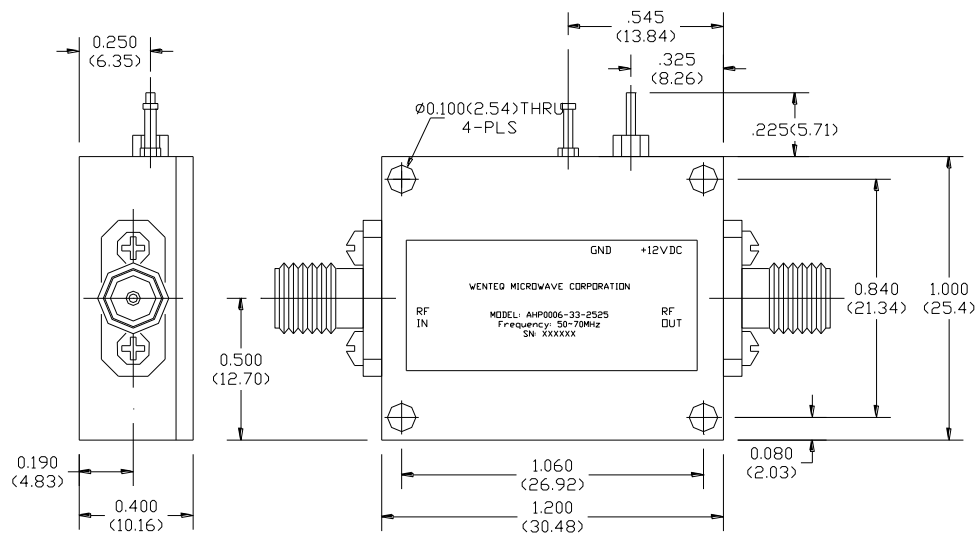 .545
(13.84)
0.250
(6.35)
.325
(8.26)
Ø0.100(2.54)THRU
4-PLS
.225(5.71)
GND +12VDC
WENTEQ MICROWAVE CORPORATION
RF
IN
MODEL: AHP0006-33-2525
Frequency: 50~70MHz
SN: XXXXXX
RF
OUT
0.840
(21.34)
1.000
(25.4)
0.500
(12.70)
0.190
(4.83)
0.400
(10.16)
1.060
(26.92)
0.080
(2.03)
1.200
(30.48)